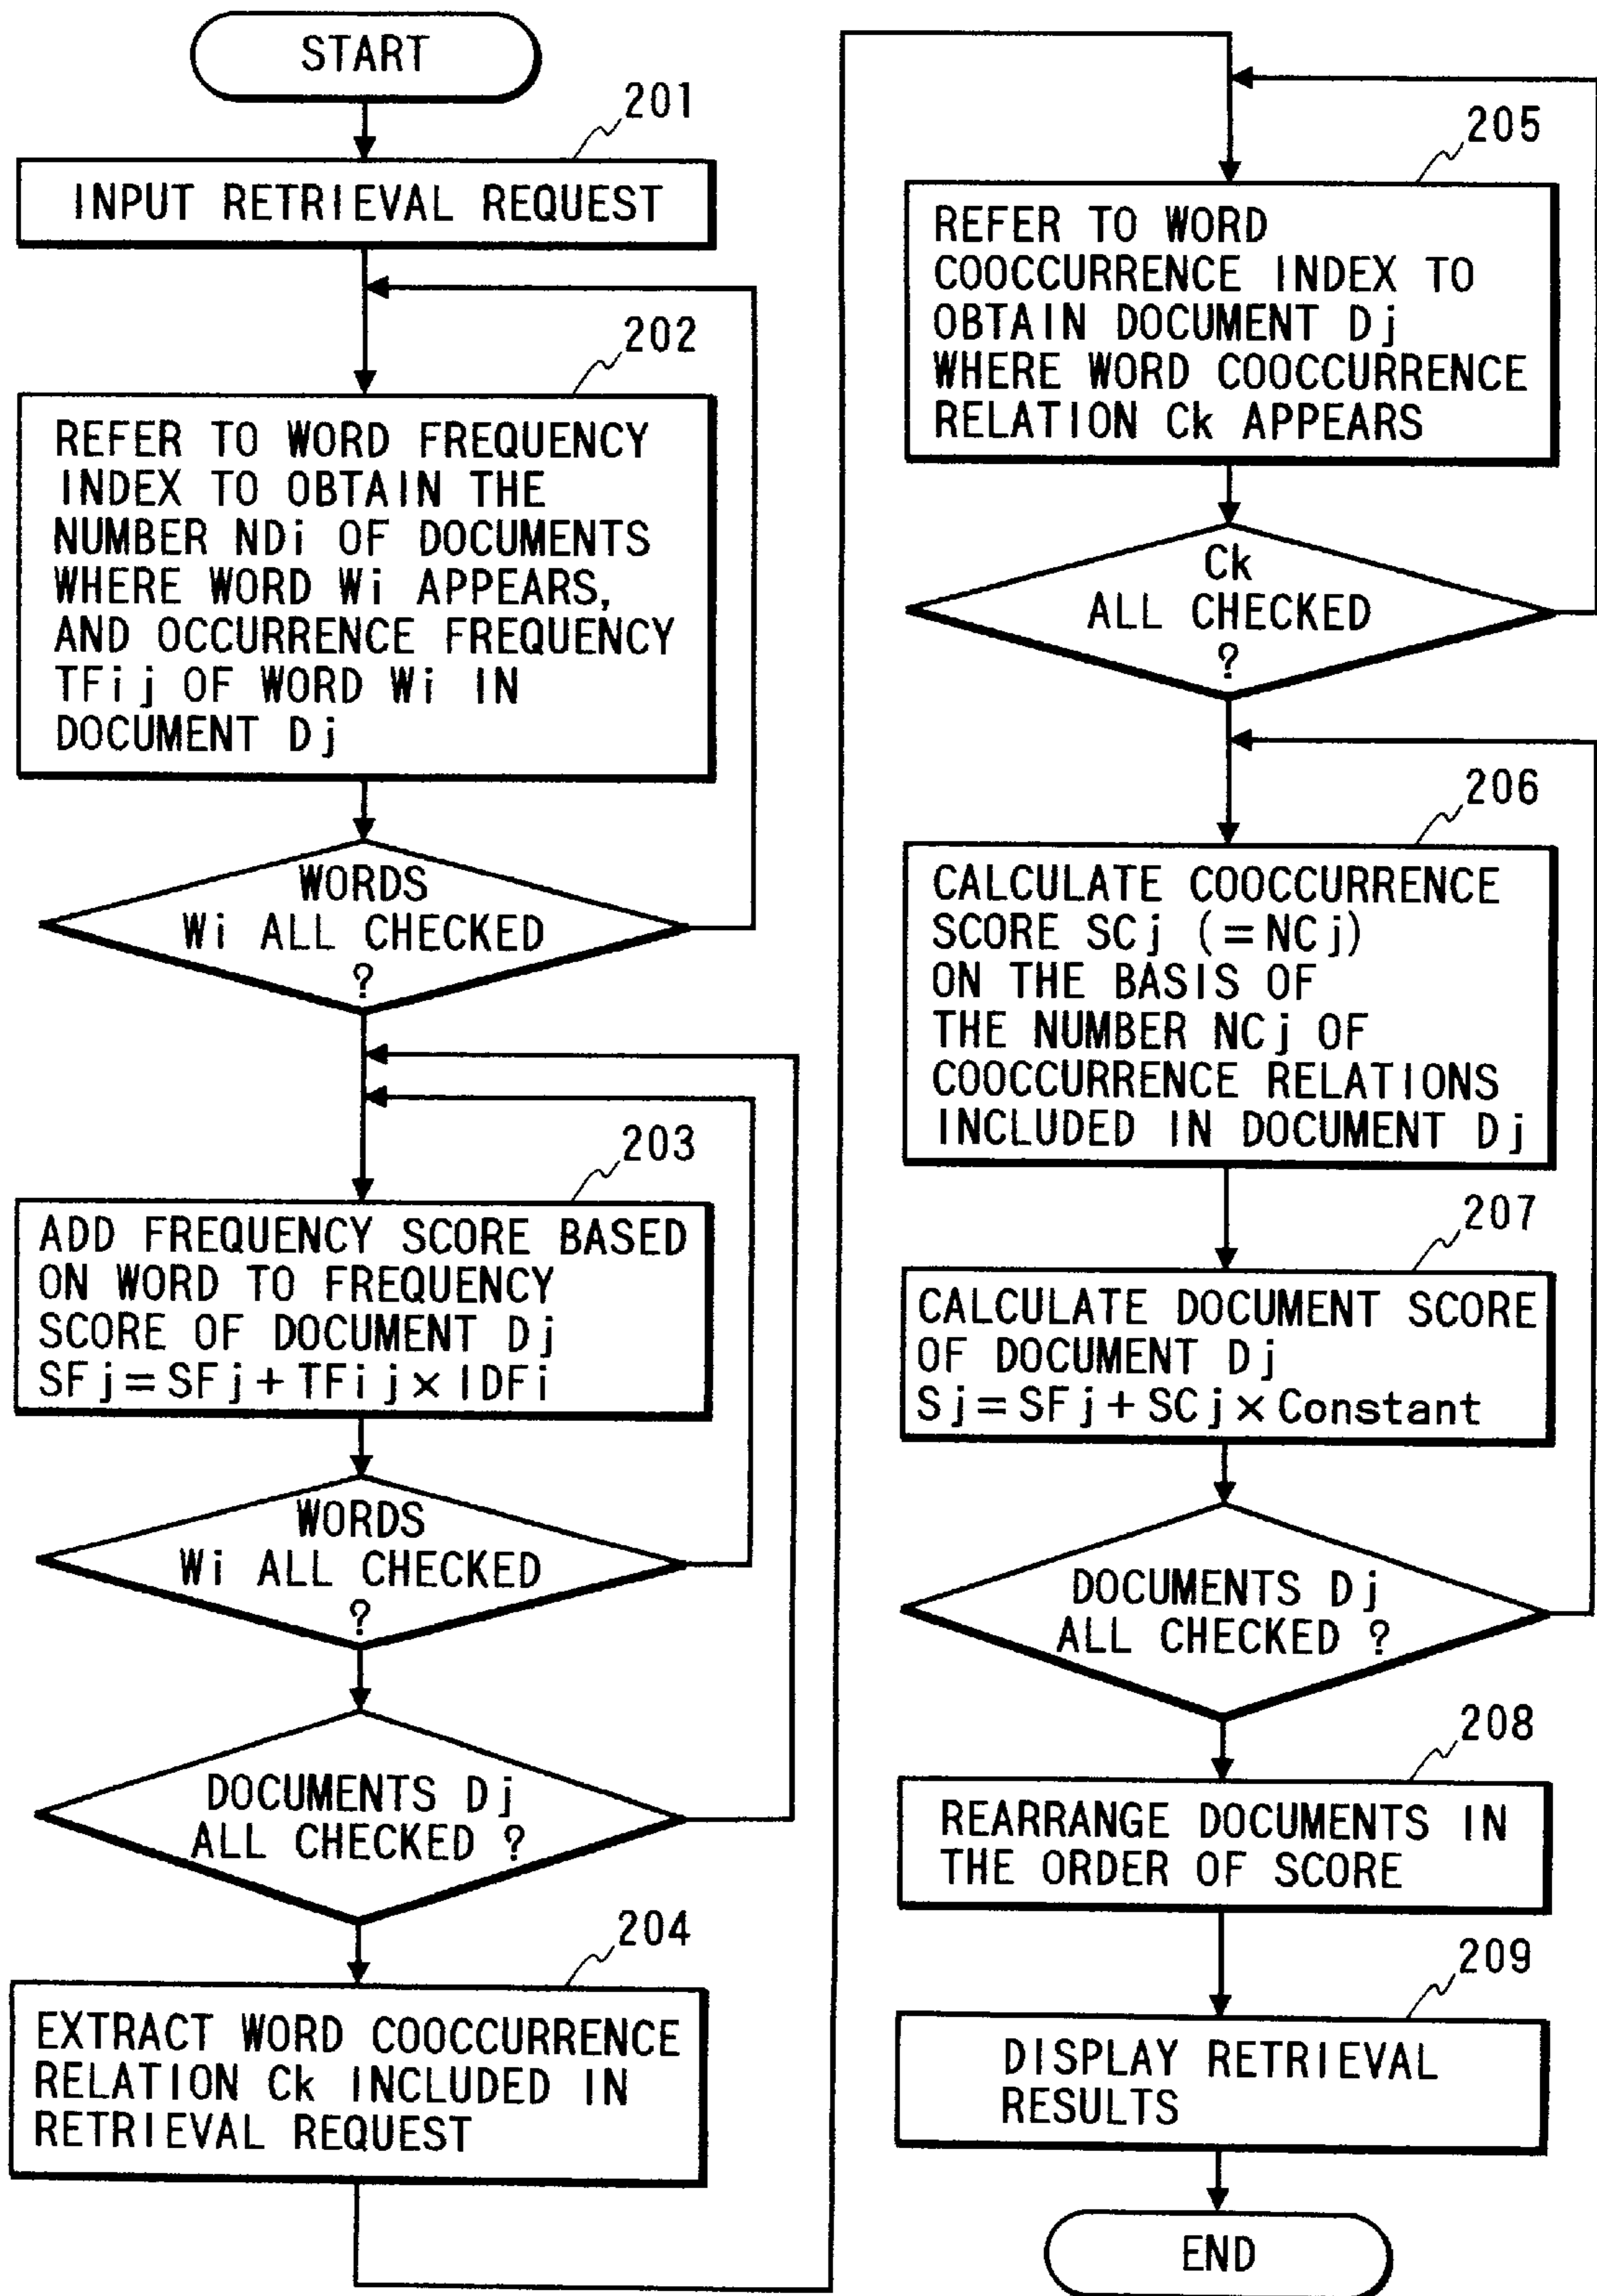 START
201
INPUT RETRIEVAL REQUEST
202
REFER TO WORD FREQUENCY
INDEX TO OBTAIN THE
NUMBER NDi OF DOCUMENTS
WHERE WORD Wi APPEARS,
AND OCCURRENCE FREQUENCY
TFij OF WORD Wi IN
DOCUMENT Dj
WORDS
Wi ALL CHECKED
?
203
ADD FREQUENCY SCORE BASED
ON WORD TO FREQUENCY
SCORE OF DOCUMENT Dj
SFj=SFj+TFij×IDFi
WORDS
Wi ALL CHECKED
?
DOCUMENTS Dj
ALL CHECKED ?
204
EXTRACT WORD COOCCURRENCE
RELATION Ck INCLUDED IN
RETRIEVAL REQUEST
205
REFER TO WORD
COOCCURRENCE INDEX TO
OBTAIN DOCUMENT Dj
WHERE WORD COOCCURRENCE
RELATION Ck APPEARS
Ck
ALL CHECKED
?
206
CALCULATE COOCCURRENCE
SCORE SCj (=NCj)
ON THE BASIS OF
THE NUMBER NCj OF
COOCCURRENCE RELATIONS
INCLUDED IN DOCUMENT Dj
207
CALCULATE DOCUMENT SCORE
OF DOCUMENT Dj
Sj=SFj+SCj×Constant
DOCUMENTS Dj
ALL CHECKED ?
208
REARRANGE DOCUMENTS IN
THE ORDER OF SCORE
209
DISPLAY RETRIEVAL
RESULTS
END